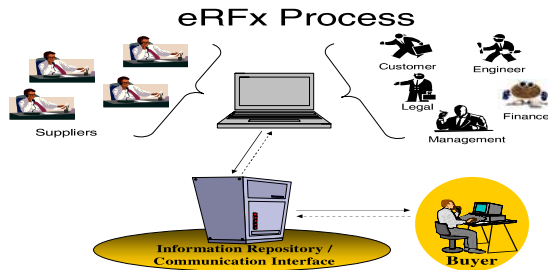 eRFx Process
Customer
Engineer
Legal
Finance
Suppliers
Management
Information Repository /
Communication Interface
Buyer